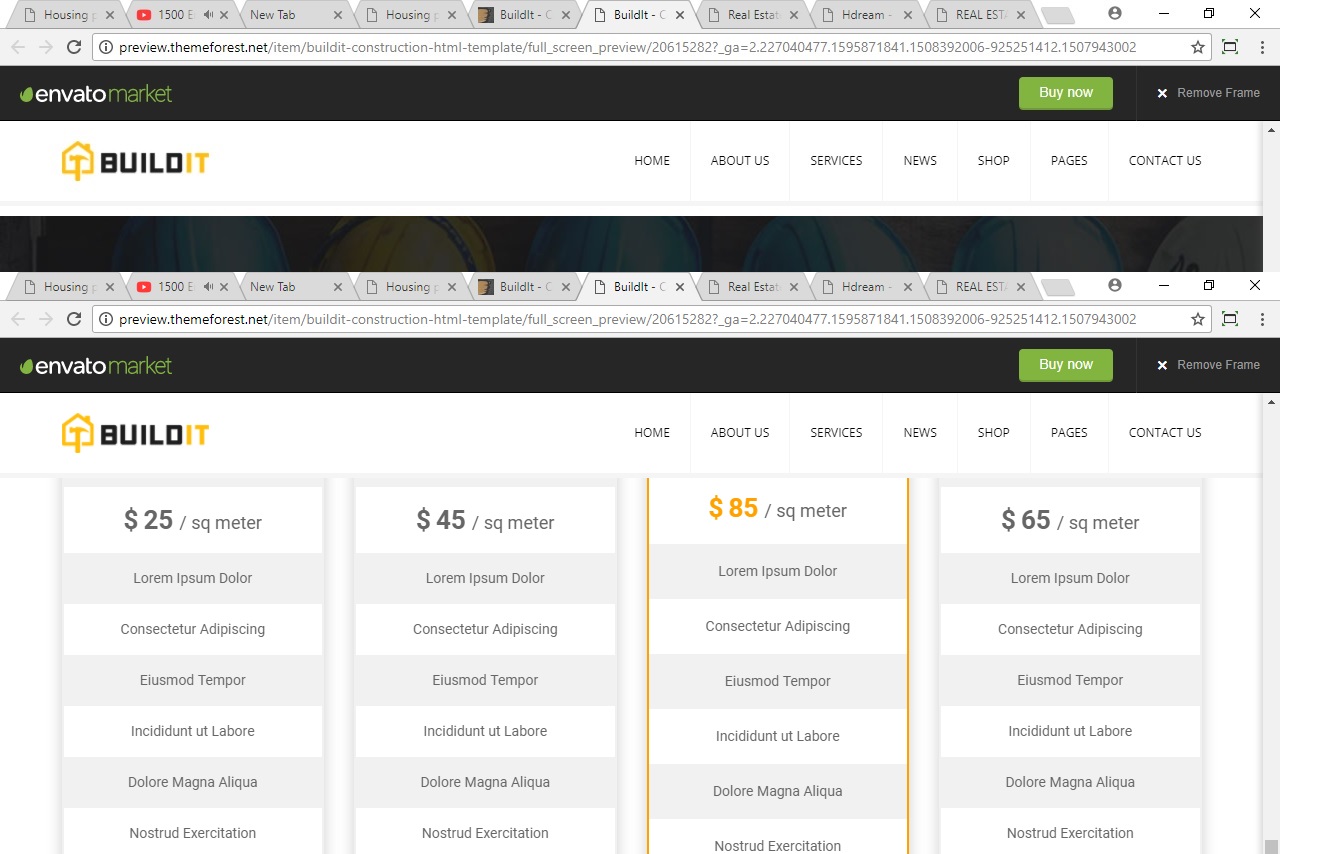 Housing p 1500 E New Tab Housing p BuildIt - C BuildIt - C Real Estat Hdream - REAL ESTA
preview.themeforest.net/item/buildit-construction-html-template/full_screen_preview/20615282?_ga=2.227040477.1595871841.1508392006-925251412.1507943002
envatomarket Buy now Remove Frame
BUILDIT HOME ABOUT US SERVICES NEWS SHOP PAGES CONTACT US
Housing p 1500 E New Tab Housing p BuildIt - C BuildIt - C Real Estat Hdream - REAL ESTA
preview.themeforest.net/item/buildit-construction-html-template/full_screen_preview/20615282?_ga=2.227040477.1595871841.1508392006-925251412.1507943002
envatomarket Buy now Remove Frame
BUILDIT HOME ABOUT US SERVICES NEWS SHOP PAGES CONTACT US
$ 25 / sq meter $ 45 / sq meter $ 85 / sq meter $ 65 / sq meter
Lorem Ipsum Dolor Lorem Ipsum Dolor Lorem Ipsum Dolor Lorem Ipsum Dolor
Consectetur Adipiscing Consectetur Adipiscing Consectetur Adipiscing Consectetur Adipiscing
Eiusmod Tempor Eiusmod Tempor Eiusmod Tempor Eiusmod Tempor
Incididunt ut Labore Incididunt ut Labore Incididunt ut Labore Incididunt ut Labore
Dolore Magna Aliqua Dolore Magna Aliqua Dolore Magna Aliqua Dolore Magna Aliqua
Nostrud Exercitation Nostrud Exercitation Nostrud Exercitation Nostrud Exercitation